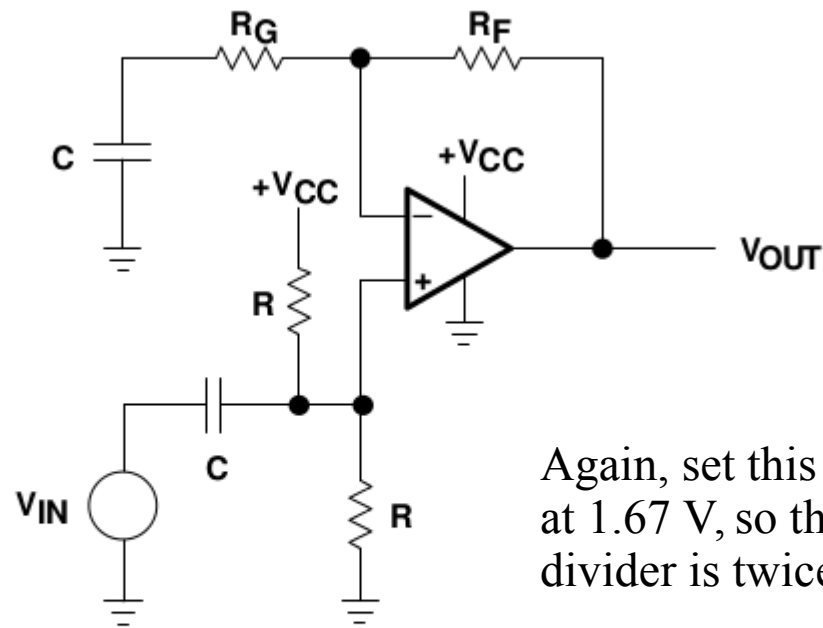 RG
RF
C
+VCC
+VCC
VOUT
R
C
VIN
R
Again, set this
at 1.67 V, so th
divider is twice